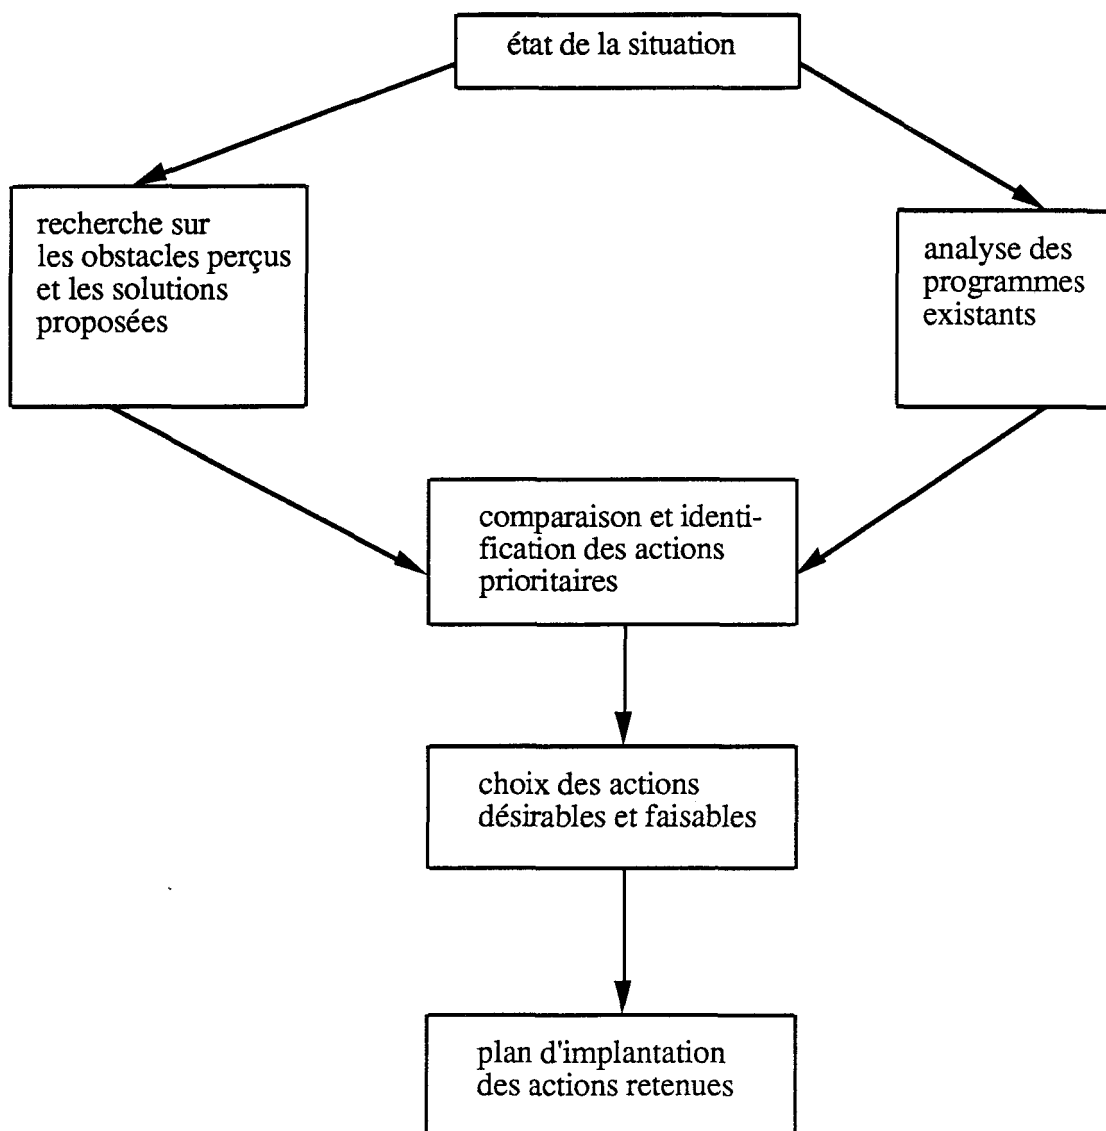 état de la situation
recherche sur
les obstacles perçus
et les solutions
proposées
analyse des
programmes
existants
comparaison et identi-
fication des actions
prioritaires
choix des actions
désirables et faisables
plan d'implantation
des actions retenues